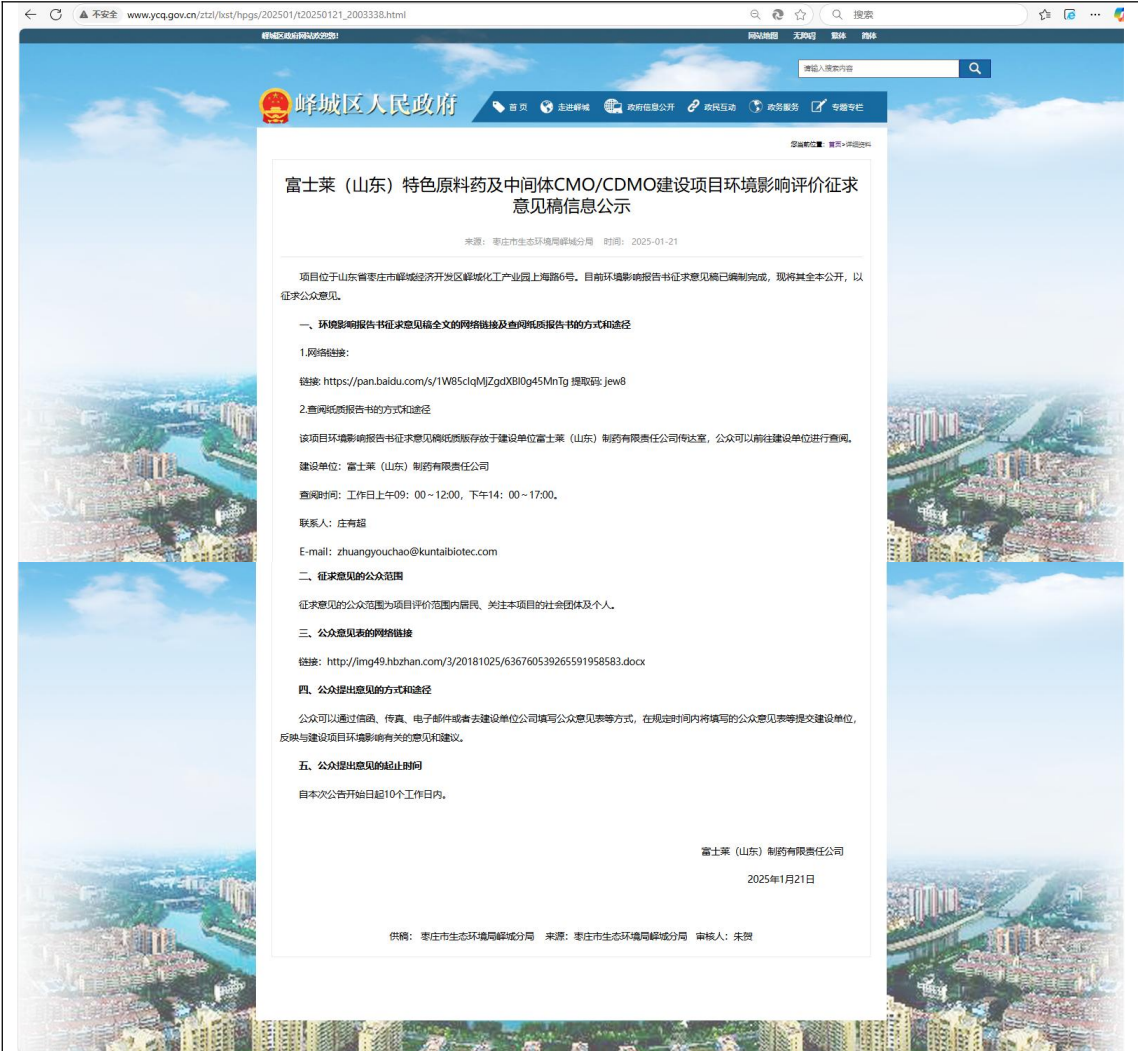 不安全 www.ycq.gov.cn/ztzl/lxst/hpgs/202501/t20250121_2003338.html
搜索
峄城区政府网站欢迎您!
网站地图 无障碍 繁体 简体
请输入搜索内容
峄城区人民政府
首页 走进峄城 政府信息公开 政民互动 政务服务 专题专栏
您当前位置：首页>详细资料
富士莱（山东）特色原料药及中间体CMO/CDMO建设项目环境影响评价征求
意见稿信息公示
来源： 枣庄市生态环境局峄城分局 时间： 2025-01-21
项目位于山东省枣庄市峄城经济开发区峄城化工产业园上海路6号。目前环境影响报告书征求意见稿已编制完成，现将其全本公开，以
征求公众意见。
一、环境影响报告书征求意见稿全文的网络链接及查阅纸质报告书的方式和途径
1.网络链接：
链接: https://pan.baidu.com/s/1W85clqMjZgdXBl0g45MnTg 提取码: jew8
2.查阅纸质报告书的方式和途径
该项目环境影响报告书征求意见稿纸质版存放于建设单位富士莱（山东）制药有限责任公司传达室，公众可以前往建设单位进行查阅。
建设单位：富士莱（山东）制药有限责任公司
查阅时间：工作日上午09：00～12:00，下午14：00～17:00。
联系人：庄有超
E-mail：zhuangyouchao@kuntaibiotec.com
二、征求意见的公众范围
征求意见的公众范围为项目评价范围内居民、关注本项目的社会团体及个人。
三、公众意见表的网络链接
链接：http://img49.hbzhan.com/3/20181025/636760539265591958583.docx
四、公众提出意见的方式和途径
公众可以通过信函、传真、电子邮件或者去建设单位公司填写公众意见表等方式，在规定时间内将填写的公众意见表等提交建设单位，
反映与建设项目环境影响有关的意见和建议。
五、公众提出意见的起止时间
自本次公告开始日起10个工作日内。
富士莱（山东）制药有限责任公司
2025年1月21日
供稿： 枣庄市生态环境局峄城分局 来源：枣庄市生态环境局峄城分局 审核人：朱贺